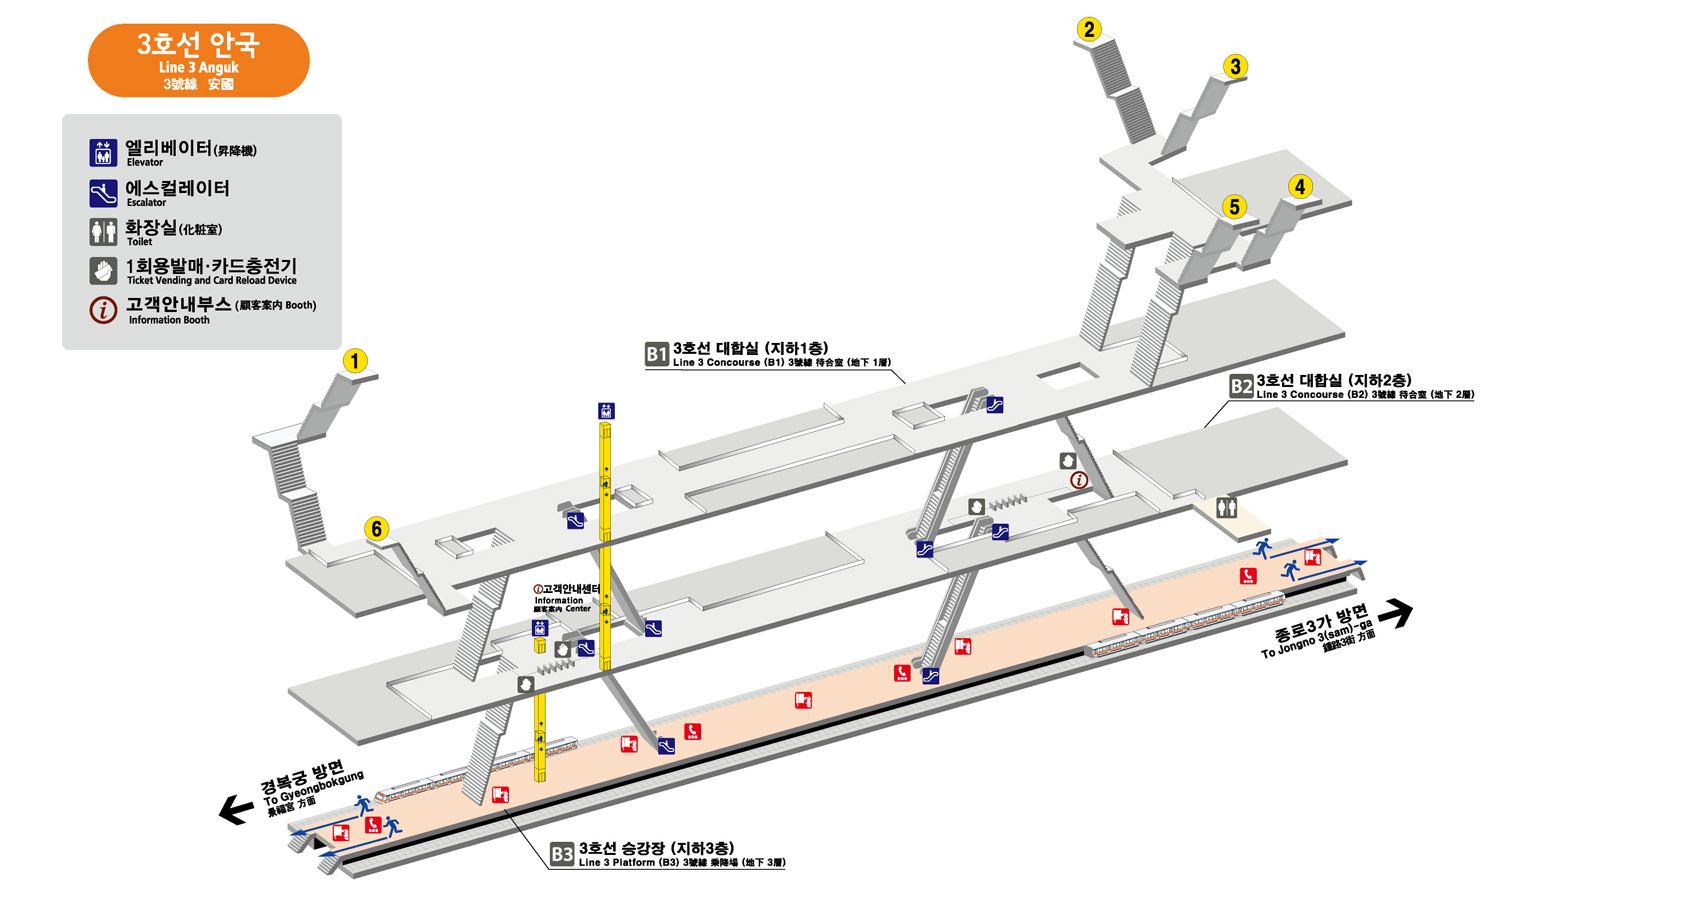 3호선 안국
Line 3 Anguk
3號線 安國
엘리베이터(昇降機)
Elevator
에스컬레이터
Escalator
화장실(化粧室)
Toilet
1회용발매·카드충전기
Ticket Vending and Card Reload Device
고객안내부스 (顧客案内 Booth)
Information Booth
2
3
4
5
1
6
B1 3호선 대합실 (지하1층)
Line 3 Concourse (B1) 3號線 待合室 (地下 1層)
B2 3호선 대합실 (지하2층)
Line 3 Concourse (B2) 3號線 待合室 (地下 2層)
고객안내센터
Information
顧客案内 Center
종로3가 방면
To Jongno 3(sam)-ga
鍾路3街 方面
경복궁 방면
To Gyeongbokgung
景福宮 方面
B3 3호선 승강장 (지하3층)
Line 3 Platform (B3) 3號線 乘降場 (地下 3層)
SOS
SOS
SOS
SOS